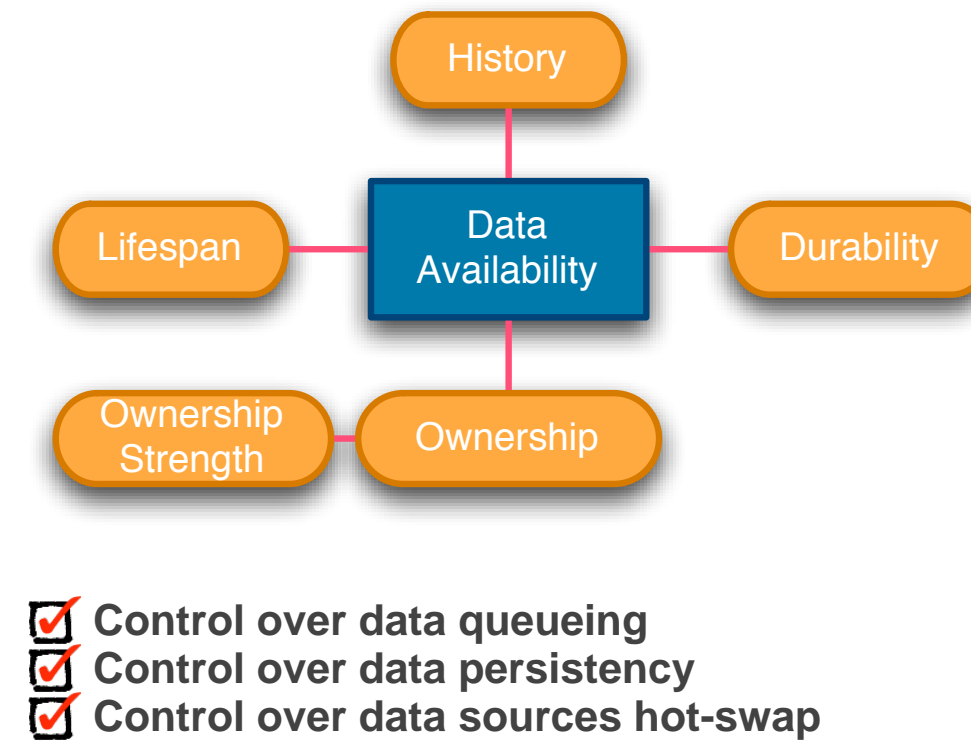 History
Lifespan
Data
Availability
Durability
Ownership
Strength
Ownership
Control over data queueing
Control over data persistency
Control over data sources hot-swap